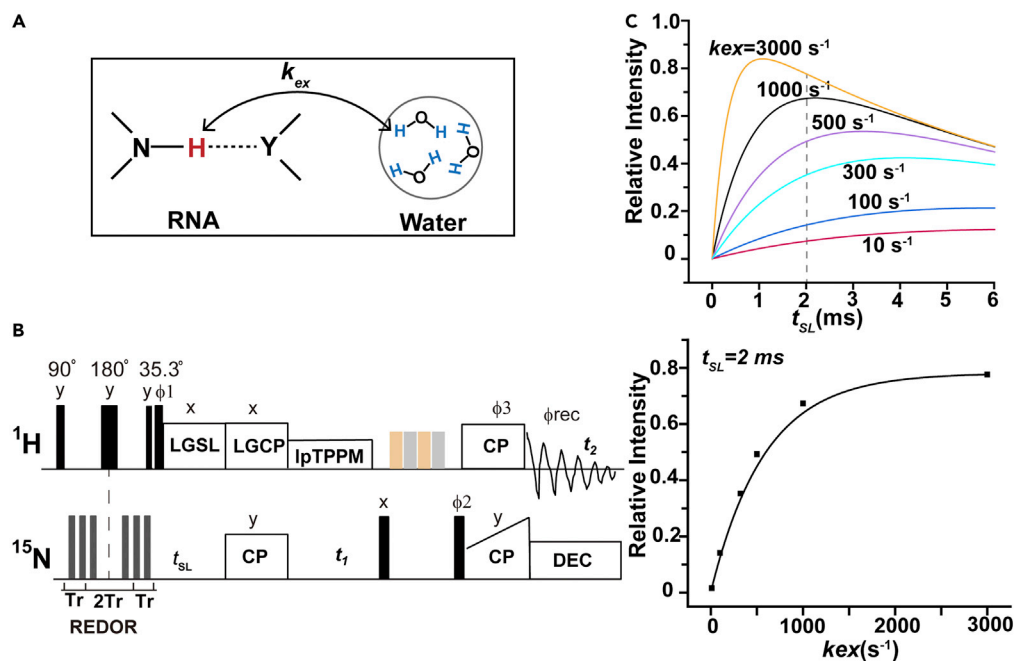 A
k_ex
N H Y
H O H
H O H
H O H
RNA
Water
B
90° 180° 35.3°
y y y ϕ1
x x ϕ3 ϕrec
¹H
LGSL LGCP lpTPPM CP t₂
x ϕ2
y y
¹⁵N
t_SL CP t₁ CP DEC
Tr 2Tr Tr
REDOR
C
Relative Intensity
1.0
0.8
0.6
0.4
0.2
0
kex=3000 s⁻¹
1000 s⁻¹
500 s⁻¹
300 s⁻¹
100 s⁻¹
10 s⁻¹
0 1 2 3 4 5 6
t_SL(ms)
Relative Intensity
0.8
0.6
0.4
0.2
0
t_SL=2 ms
0 1000 2000 3000
kex(s⁻¹)